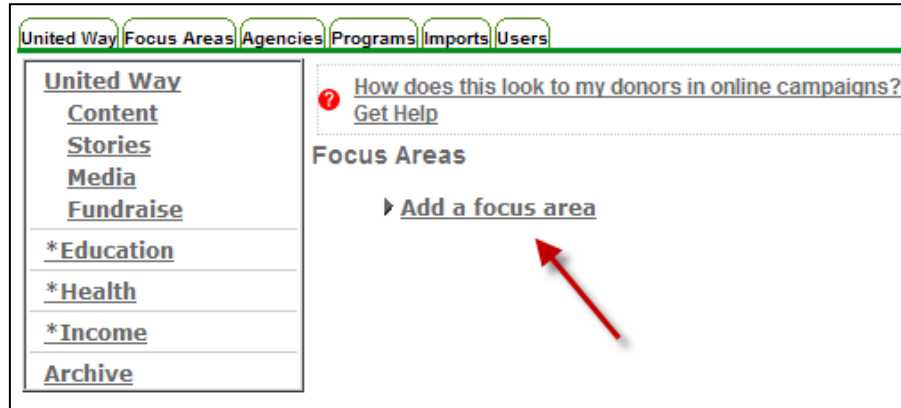 United Way Focus Areas Agencies Programs Imports Users
United Way
Content
Stories
Media
Fundraise
*Education
*Health
*Income
Archive
? How does this look to my donors in online campaigns?
Get Help
Focus Areas
Add a focus area